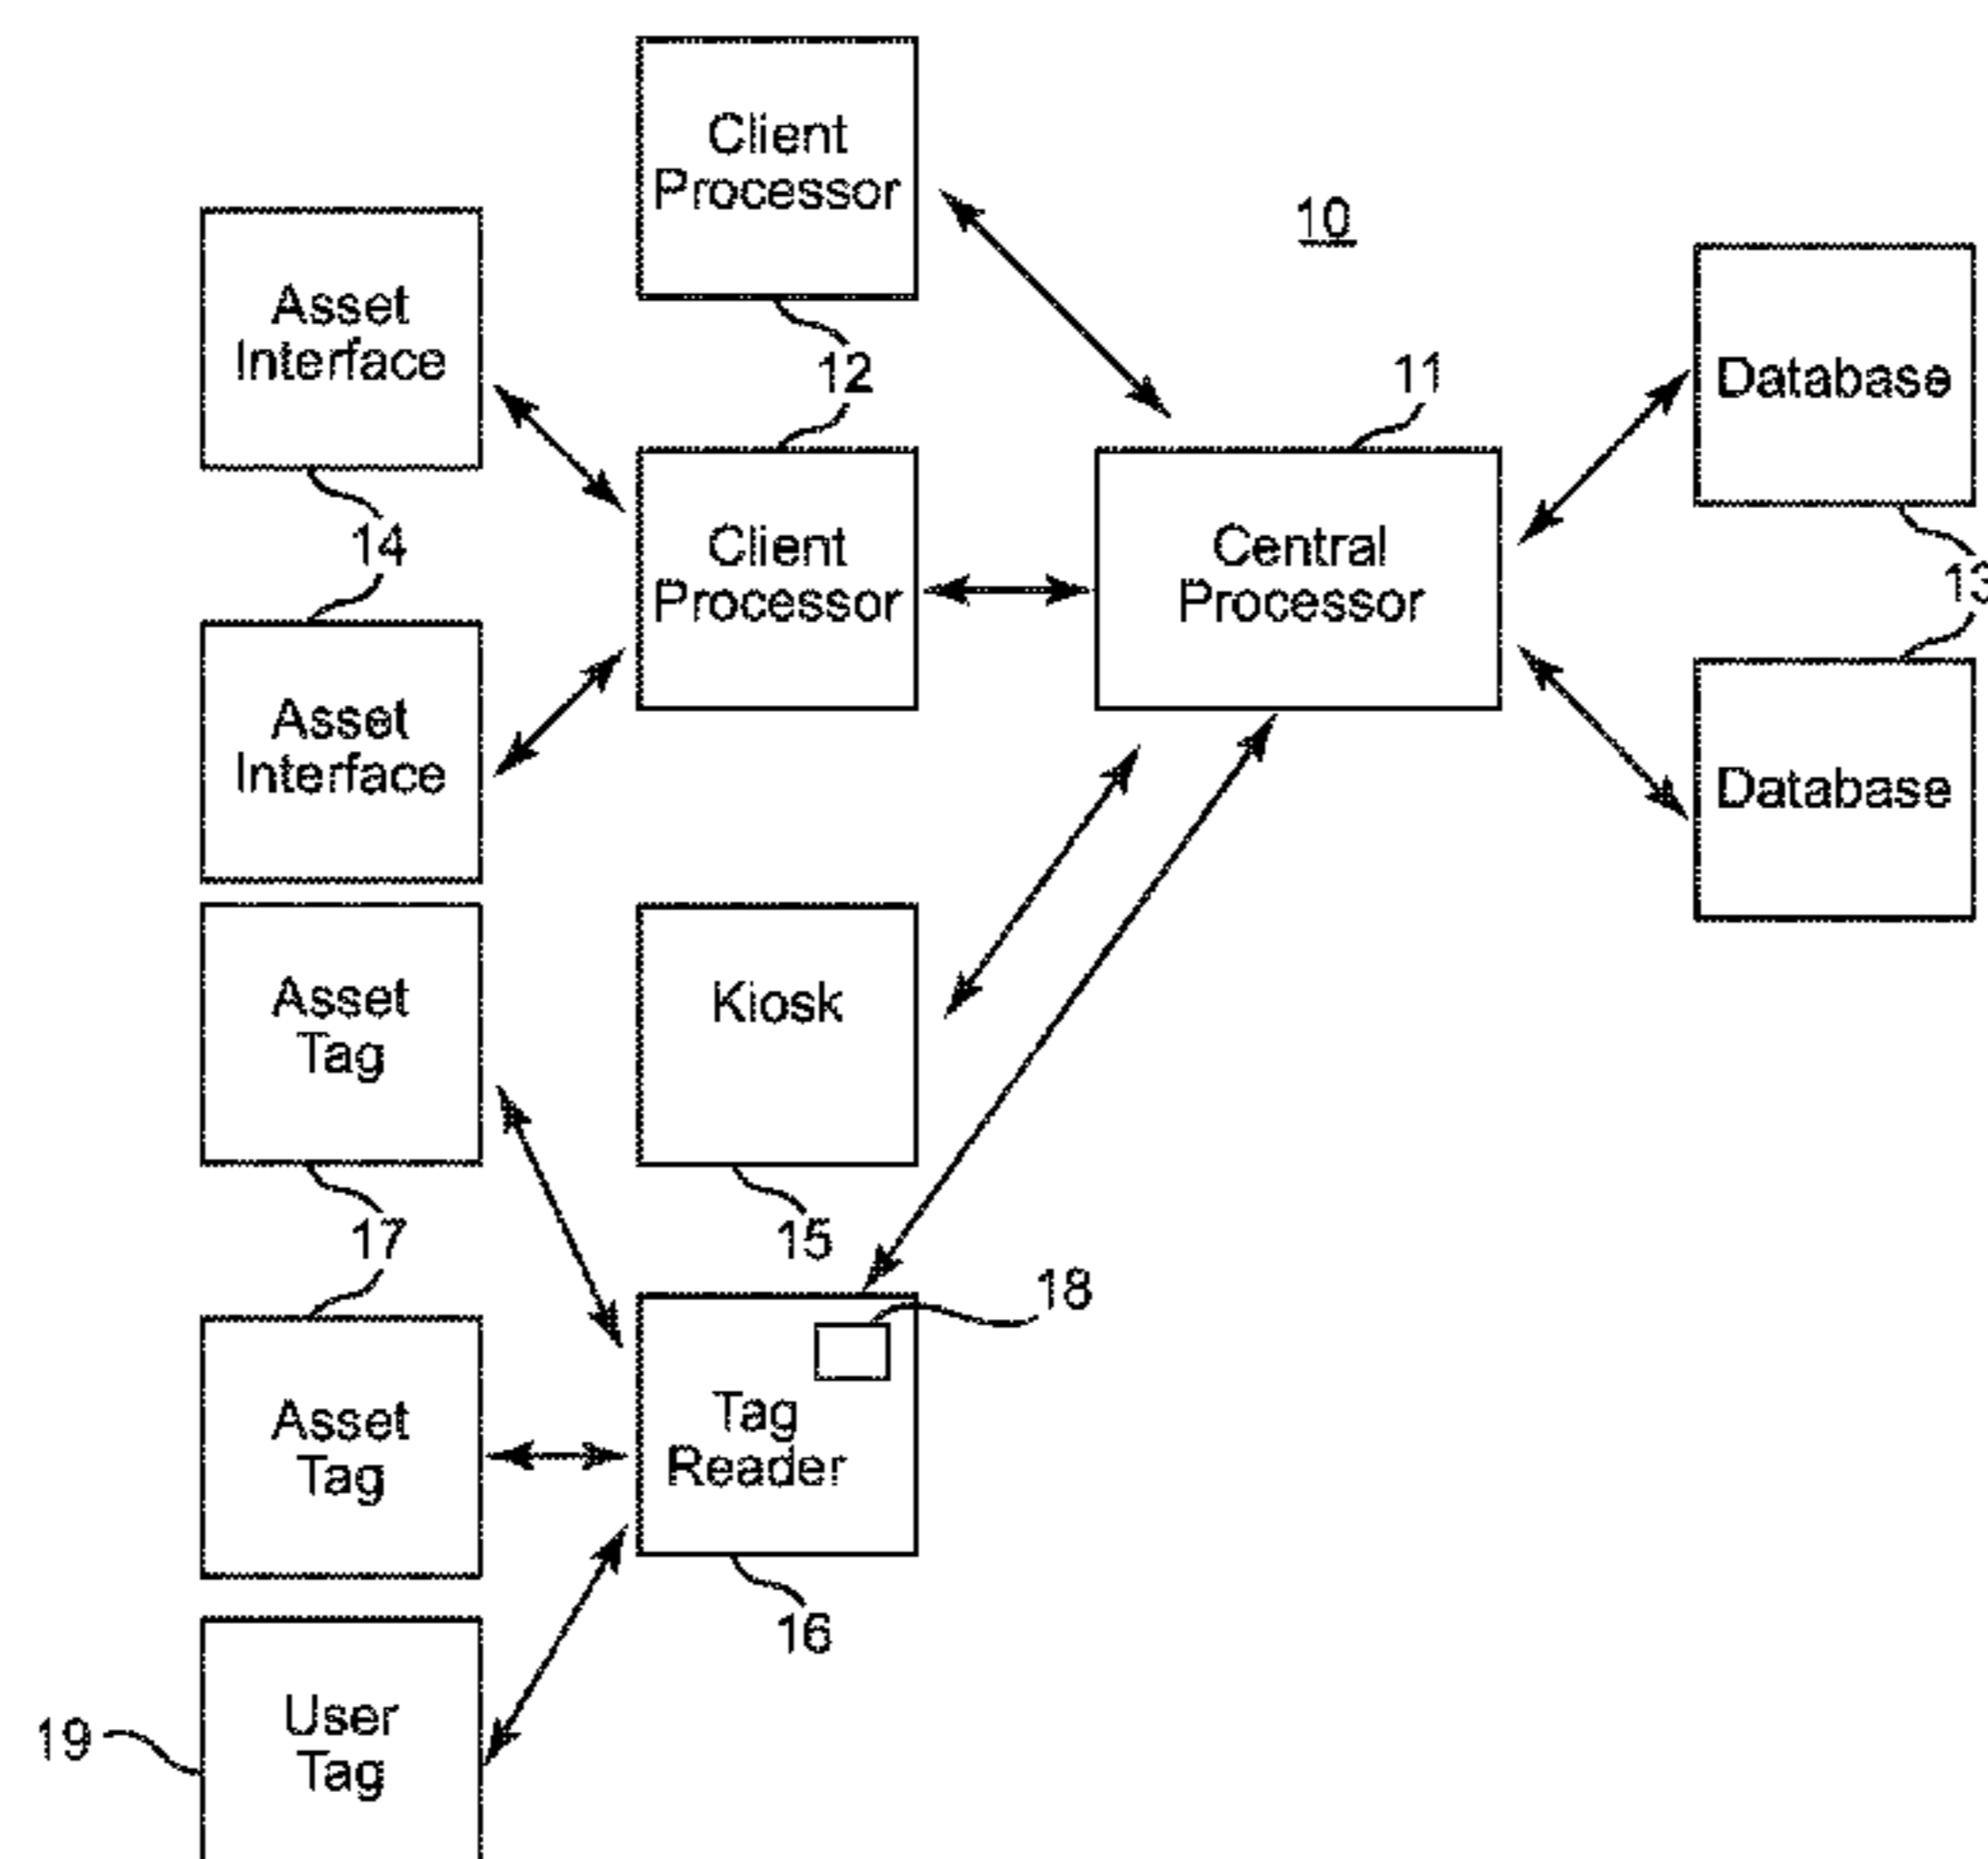 Client
Processor
10
Asset
Interface
12
11
Database
14
Client
Processor
Central
Processor
13
Asset
Interface
Database
Asset
Tag
Kiosk
17
15
18
Asset
Tag
Tag
Reader
16
19
User
Tag